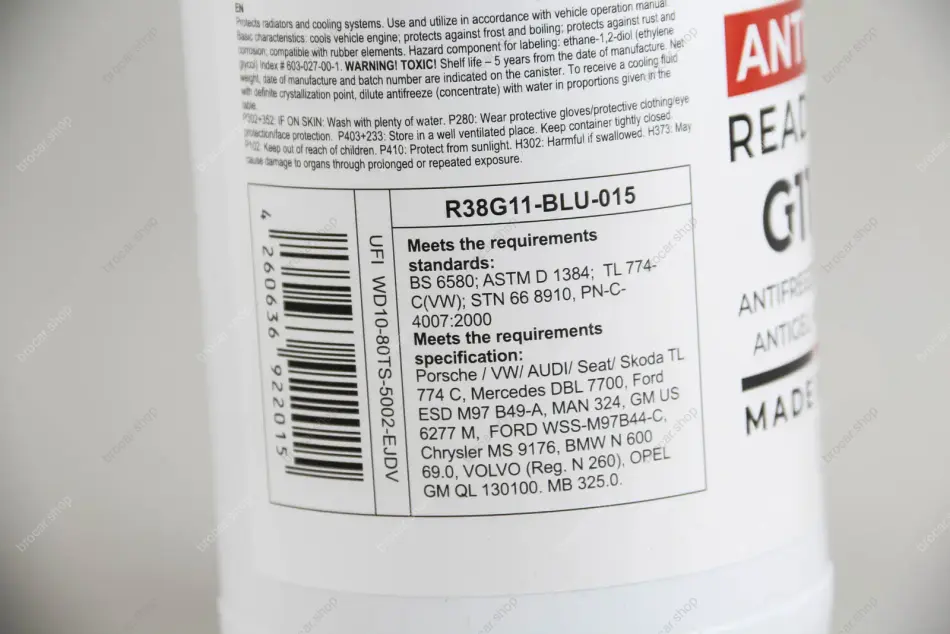 EN
Protects radiators and cooling systems. Use and utilize in accordance with vehicle operation manual.
Basic characteristics: cools vehicle engine; protects against frost and boiling; protects against rust and
corrosion; compatible with rubber elements. Hazard component for labeling: ethane-1,2-diol (ethylene
glycol) Index # 603-027-00-1. WARNING! TOXIC! Shelf life – 5 years from the date of manufacture. Net
weight, date of manufacture and batch number are indicated on the canister. To receive a cooling fluid
with definite crystallization point, dilute antifreeze (concentrate) with water in proportions given in the
table.
P302+352: IF ON SKIN: Wash with plenty of water. P280: Wear protective gloves/protective clothing/eye
protection/face protection. P403+233: Store in a well ventilated place. Keep container tightly closed.
P102: Keep out of reach of children. P410: Protect from sunlight. H302: Harmful if swallowed. H373: May
cause damage to organs through prolonged or repeated exposure.
4 260636 922015
UFI WD10-80TS-5002-EJDV
R38G11-BLU-015
Meets the requirements
standards:
BS 6580; ASTM D 1384; TL 774-
C(VW); STN 66 8910, PN-C-
4007:2000
Meets the requirements
specification:
Porsche / VW/ AUDI/ Seat/ Skoda TL
774 C, Mercedes DBL 7700, Ford
ESD M97 B49-A, MAN 324, GM US
6277 M, FORD WSS-M97B44-C,
Chrysler MS 9176, BMW N 600
69.0, VOLVO (Reg. N 260), OPEL
GM QL 130100. MB 325.0.
ANT
READ
G1
ANTIFRE
ANTIGE
MADE
brocar.shop